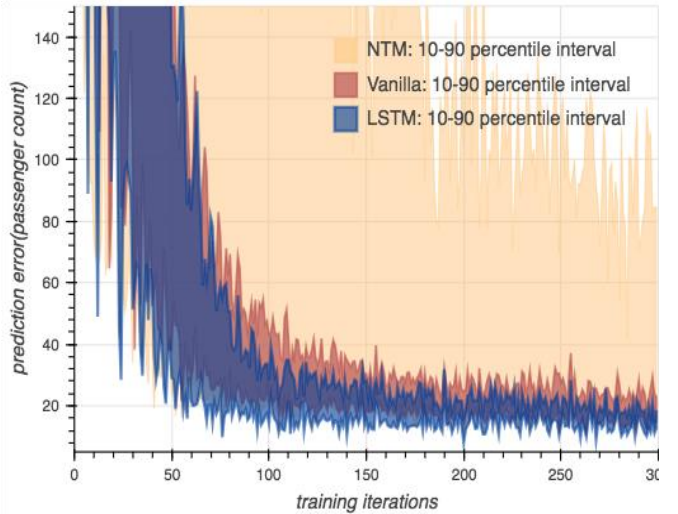 140
120
100
80
60
40
20
prediction error(passenger count)
NTM: 10-90 percentile interval
Vanilla: 10-90 percentile interval
LSTM: 10-90 percentile interval
0
50
100
150
200
250
30
training iterations